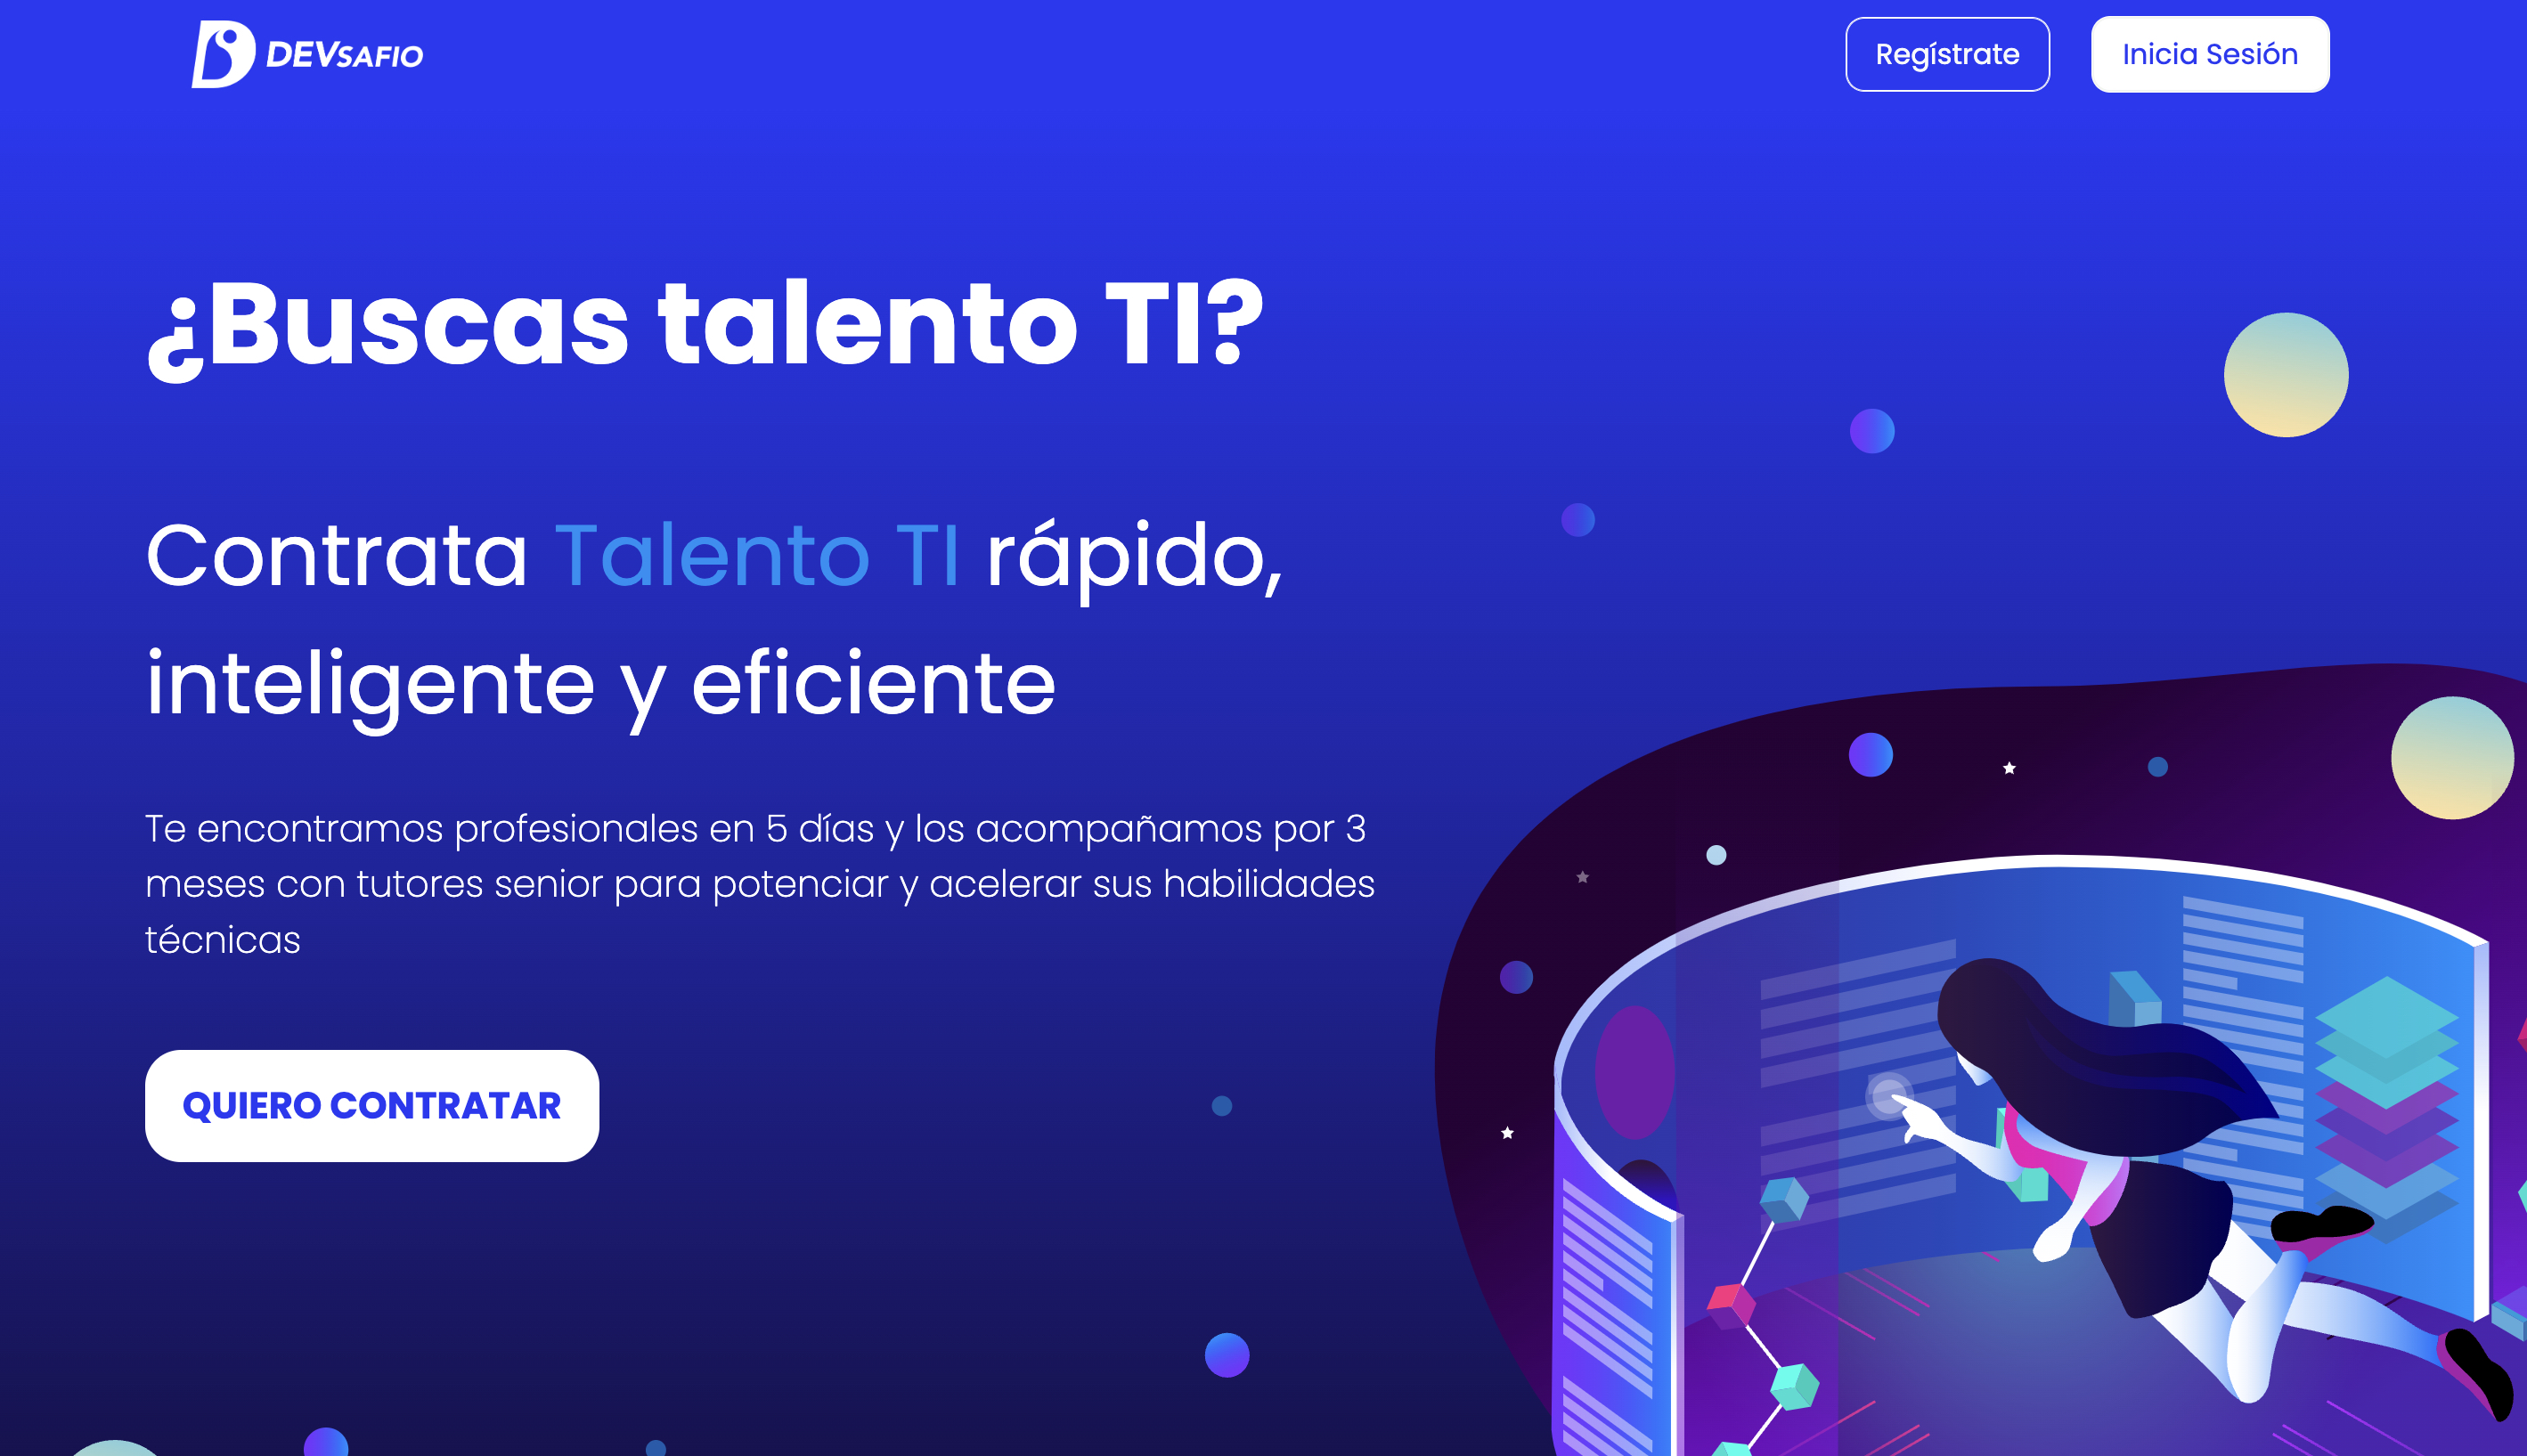 DEVSAFIO
Regístrate
Inicia Sesión
¿Buscas talento TI?
Contrata Talento TI rápido,
inteligente y eficiente
Te encontramos profesionales en 5 días y los acompañamos por 3
meses con tutores senior para potenciar y acelerar sus habilidades
técnicas
QUIERO CONTRATAR